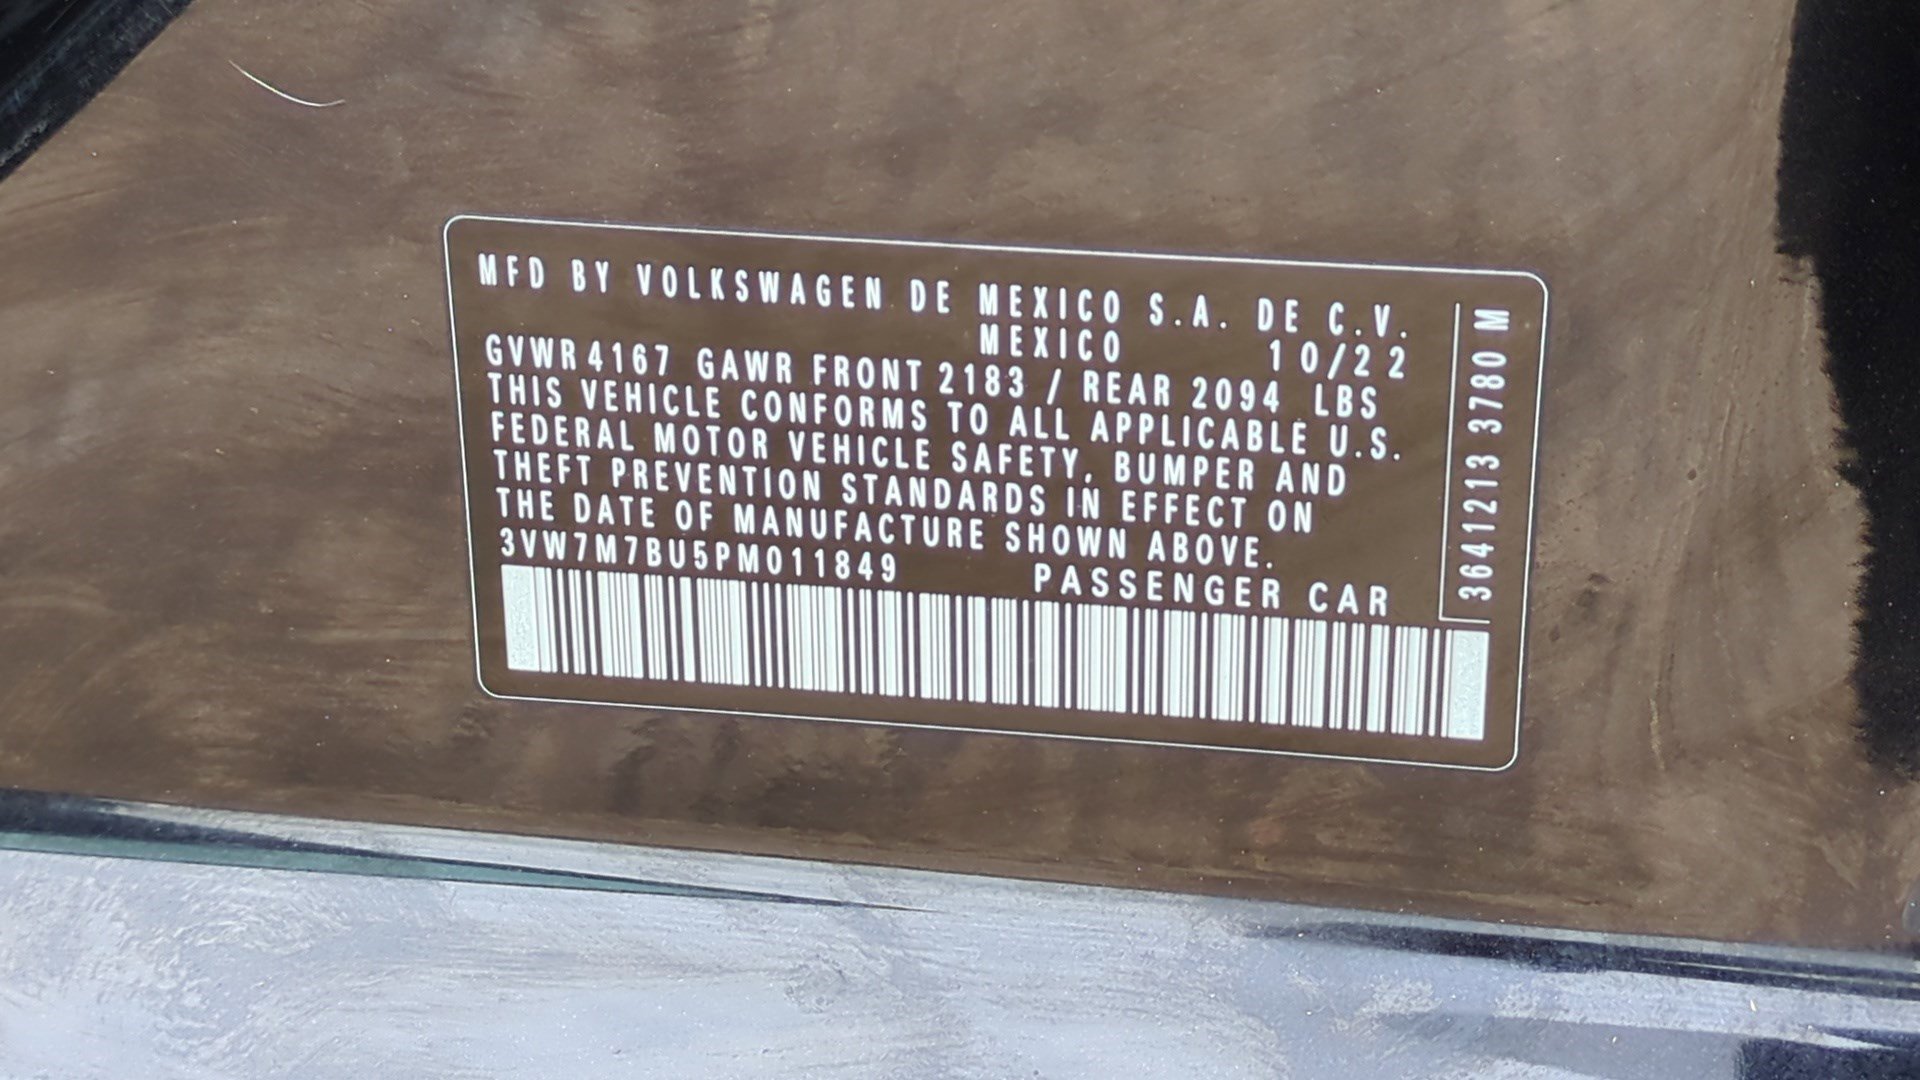 MFD BY VOLKSWAGEN DE MEXICO S.A. DE C.V.
MEXICO 10/22
GVWR 4167 GAWR FRONT 2183 / REAR 2094 LBS
THIS VEHICLE CONFORMS TO ALL APPLICABLE U.S.
FEDERAL MOTOR VEHICLE SAFETY, BUMPER AND
THEFT PREVENTION STANDARDS IN EFFECT ON
THE DATE OF MANUFACTURE SHOWN ABOVE.
3VW7M7BU5PM011849 PASSENGER CAR
3641213 3780 M